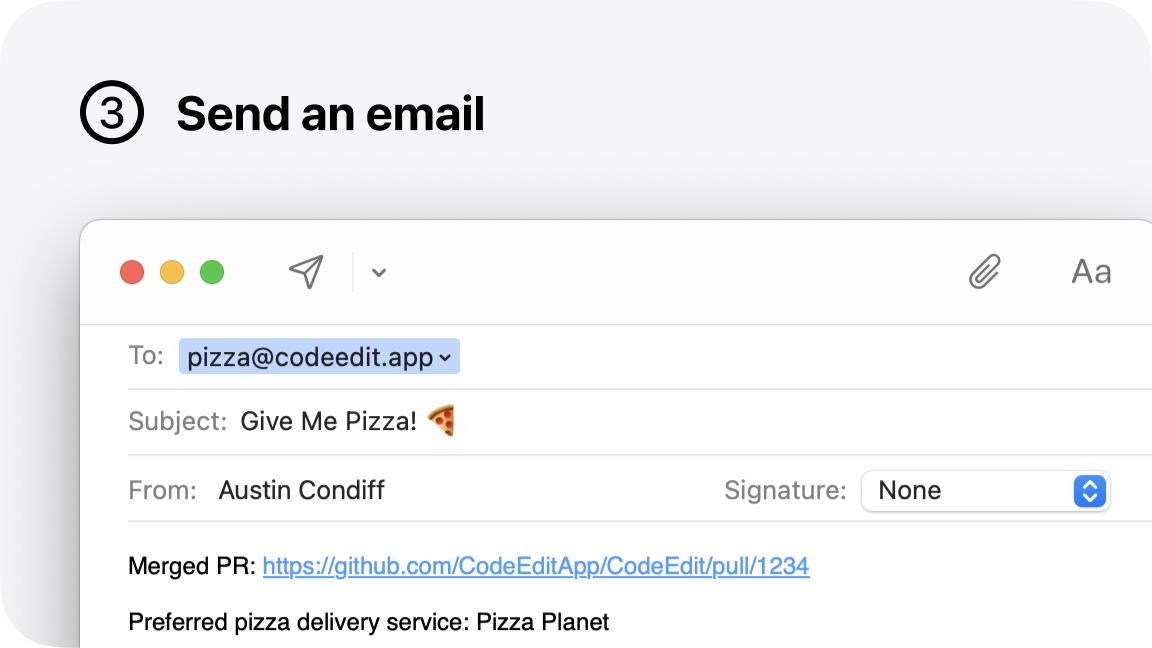 ③ Send an email
Aa
To: pizza@codeedit.app
Subject: Give Me Pizza! 🍕
From: Austin Condiff Signature: None
Merged PR: https://github.com/CodeEditApp/CodeEdit/pull/1234
Preferred pizza delivery service: Pizza Planet